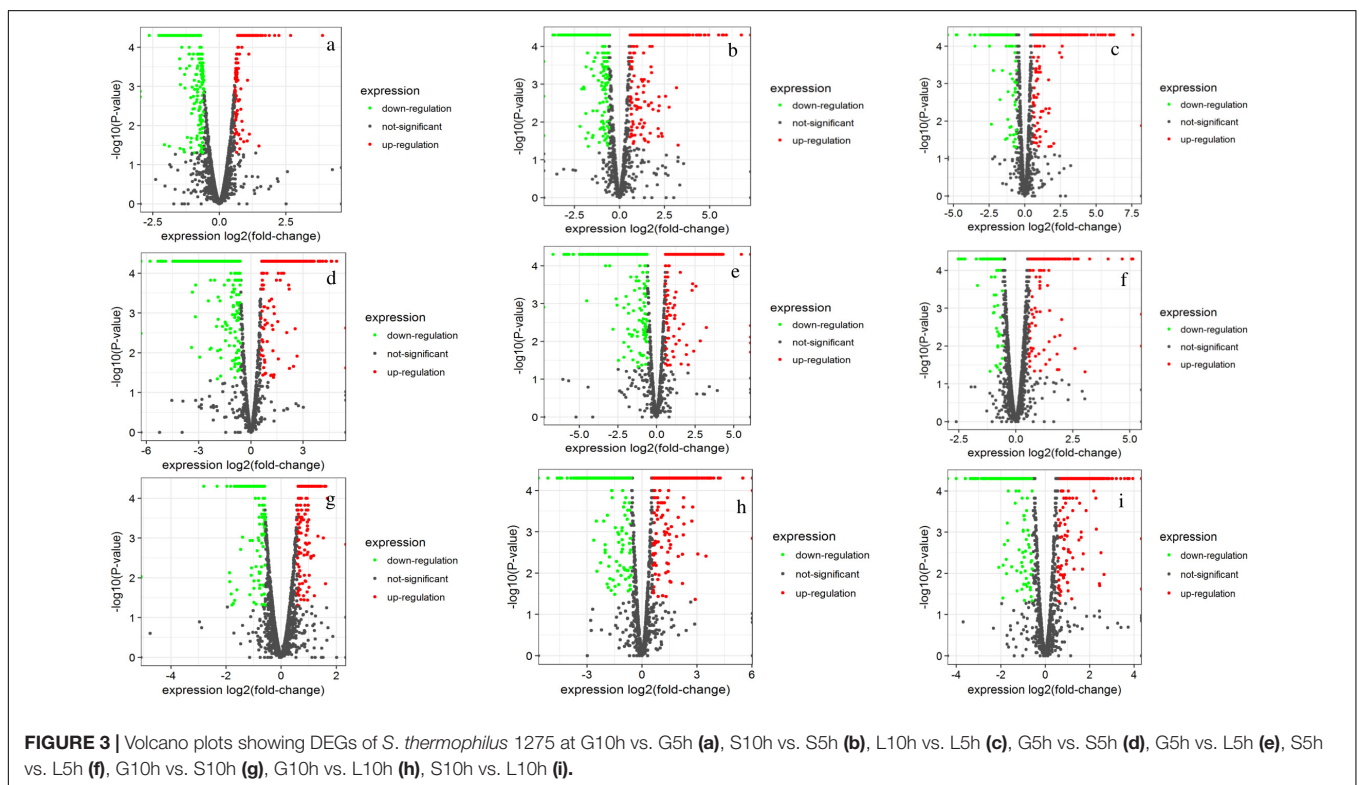 a
-log10(P-value)
4
3
2
1
0
-2.5
0.0
2.5
expression log2(fold-change)
expression
down-regulation
not-significant
up-regulation
b
-log10(P-value)
4
3
2
1
0
-2.5
0.0
2.5
5.0
expression log2(fold-change)
expression
down-regulation
not-significant
up-regulation
c
-log10(P-value)
4
3
2
1
0
-5.0
-2.5
0.0
2.5
5.0
7.5
expression log2(fold-change)
expression
down-regulation
not-significant
up-regulation
d
-log10(P-value)
4
3
2
1
0
-6
-3
0
3
expression log2(fold-change)
expression
down-regulation
not-significant
up-regulation
e
-log10(P-value)
4
3
2
1
0
-5.0
-2.5
0.0
2.5
5.0
expression log2(fold-change)
expression
down-regulation
not-significant
up-regulation
f
-log10(P-value)
4
3
2
1
0
-2.5
0.0
2.5
5.0
expression log2(fold-change)
expression
down-regulation
not-significant
up-regulation
g
-log10(P-value)
4
3
2
1
0
-4
-2
0
2
expression log2(fold-change)
expression
down-regulation
not-significant
up-regulation
h
-log10(P-value)
4
3
2
1
0
-3
0
3
6
expression log2(fold-change)
expression
down-regulation
not-significant
up-regulation
i
-log10(P-value)
4
3
2
1
0
-4
-2
0
2
4
expression log2(fold-change)
expression
down-regulation
not-significant
up-regulation
FIGURE 3 | Volcano plots showing DEGs of S. thermophilus 1275 at G10h vs. G5h (a), S10h vs. S5h (b), L10h vs. L5h (c), G5h vs. S5h (d), G5h vs. L5h (e), S5h
vs. L5h (f), G10h vs. S10h (g), G10h vs. L10h (h), S10h vs. L10h (i).